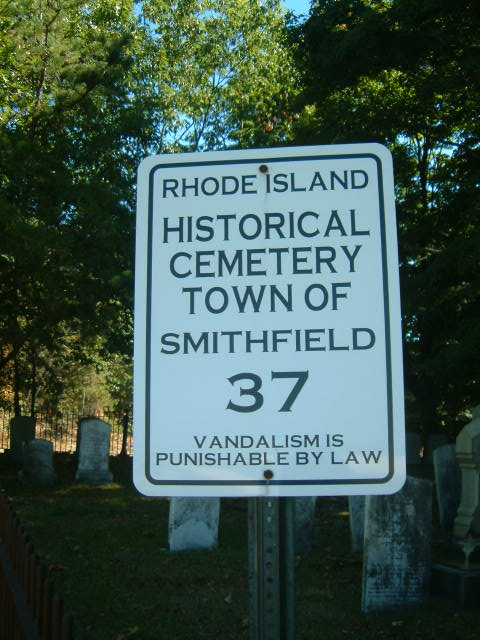 RHODE ISLAND
HISTORICAL
CEMETERY
TOWN OF
SMITHFIELD
37
VANDALISM IS
PUNISHABLE BY LAW